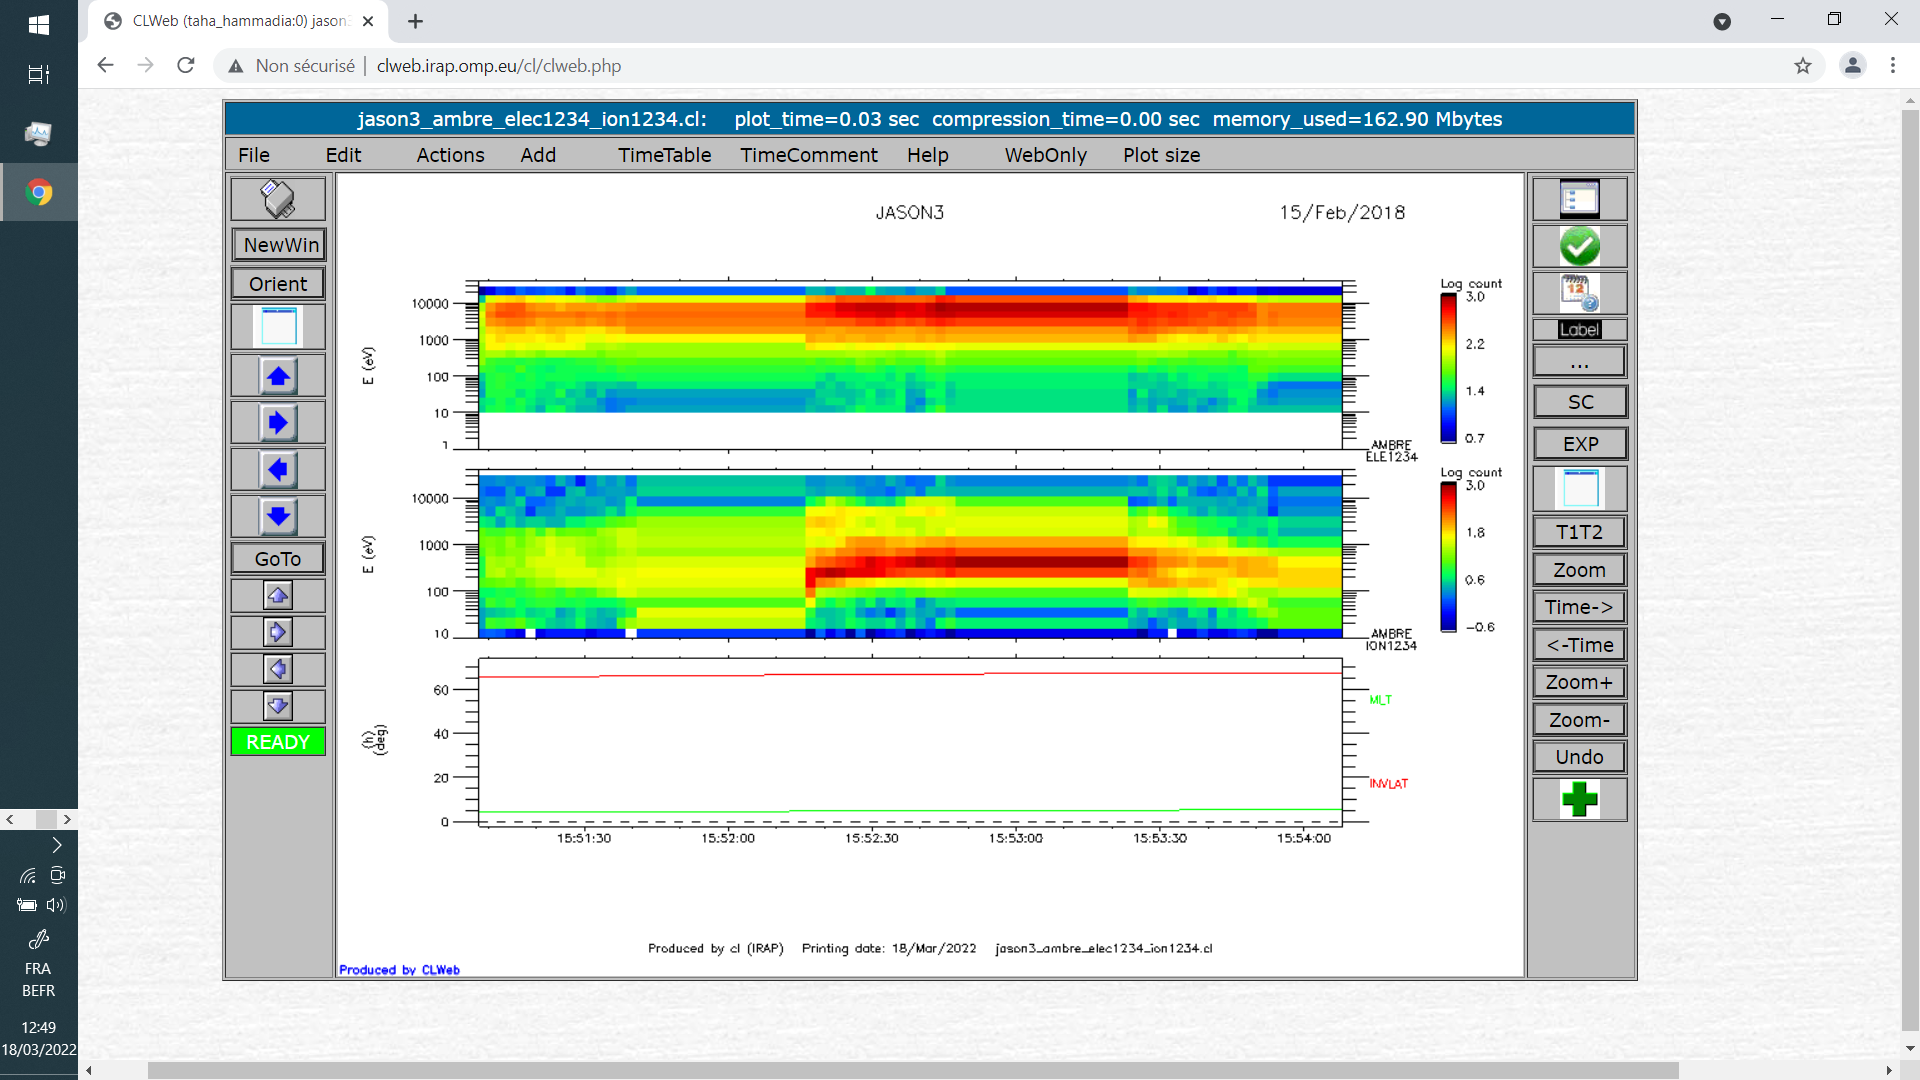 CLWeb (taha_hammadia:0) jason3
Non sécurisé | clweb.irap.omp.eu/cl/clweb.php
jason3_ambre_elec1234_ion1234.cl: plot_time=0.03 sec compression_time=0.00 sec memory_used=162.90 Mbytes
File Edit Actions Add TimeTable TimeComment Help WebOnly Plot size
NewWin
Orient
GoTo
READY
JASON3 15/Feb/2018
Log count
3.0
2.2
1.4
0.7
10000
1000
100
10
1
E (eV)
AMBRE
ELE1234
Log count
3.0
1.8
0.6
-0.6
10000
1000
100
10
E (eV)
AMBRE
ION1234
60
40
20
0
(h)
(deg)
MLT
INVLAT
15:51:30 15:52:00 15:52:30 15:53:00 15:53:30 15:54:00
Produced by cl (IRAP) Printing date: 18/Mar/2022 jason3_ambre_elec1234_ion1234.cl
Produced by CLWeb
12
Label
...
SC
EXP
T1T2
Zoom
Time->
<-Time
Zoom+
Zoom-
Undo
FRA
BEFR
12:49
18/03/2022